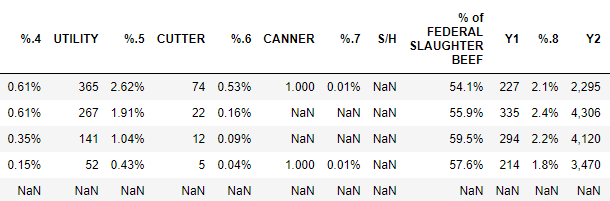 %.4 UTILITY %.5 CUTTER %.6 CANNER %.7 S/H % of FEDERAL SLAUGHTER BEEF Y1 %.8 Y2
0.61% 365 2.62% 74 0.53% 1.000 0.01% NaN 54.1% 227 2.1% 2,295
0.61% 267 1.91% 22 0.16% NaN NaN NaN 55.9% 335 2.4% 4,306
0.35% 141 1.04% 12 0.09% NaN NaN NaN 59.5% 294 2.2% 4,120
0.15% 52 0.43% 5 0.04% 1.000 0.01% NaN 57.6% 214 1.8% 3,470
NaN NaN NaN NaN NaN NaN NaN NaN NaN NaN NaN NaN